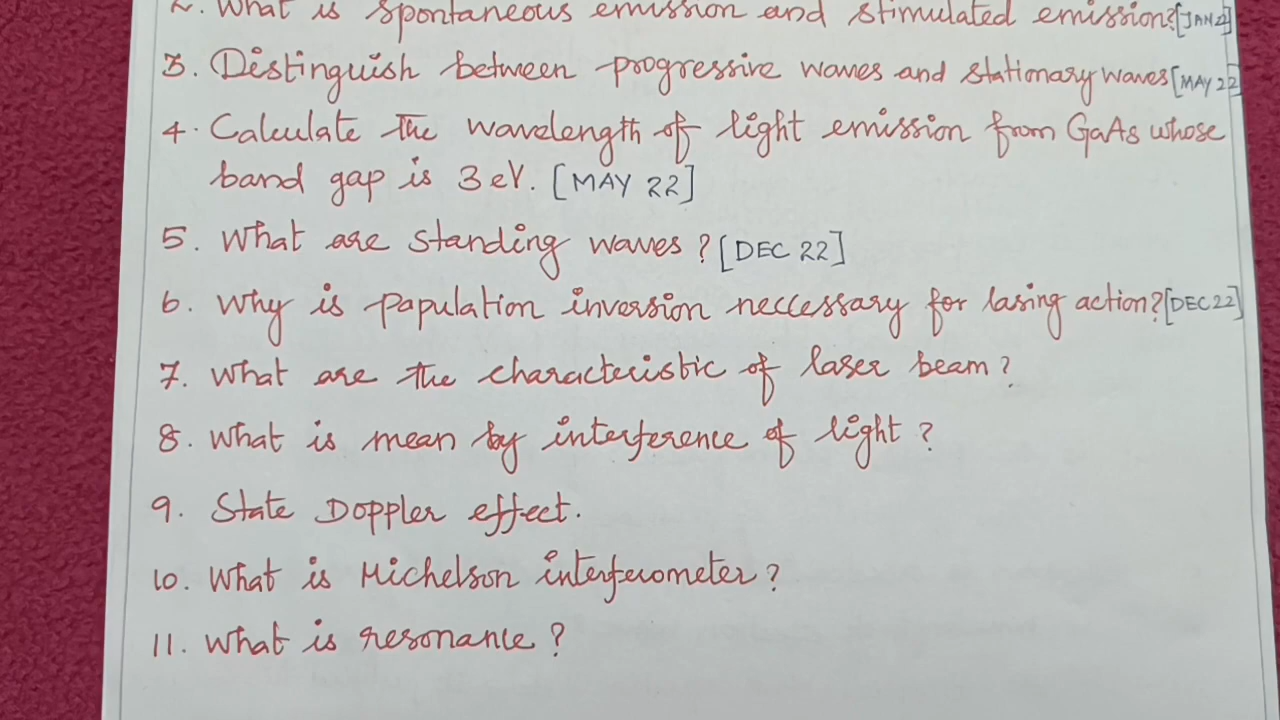 2. What is spontaneous emission and stimulated emission?
3. Distinguish between progressive waves and stationary waves [MAY 22]
4. Calculate the wavelength of light emission from GaAs whose
band gap is 3 eV. [MAY 22]
5. What are standing waves? [DEC 22]
6. Why is papulation inversion neccessary for lasing action? [DEC 22]
7. What are the characteristic of laser beam?
8. What is mean by interference of light?
9. State Doppler effect.
10. What is Michelson interferometer?
11. What is resonance?